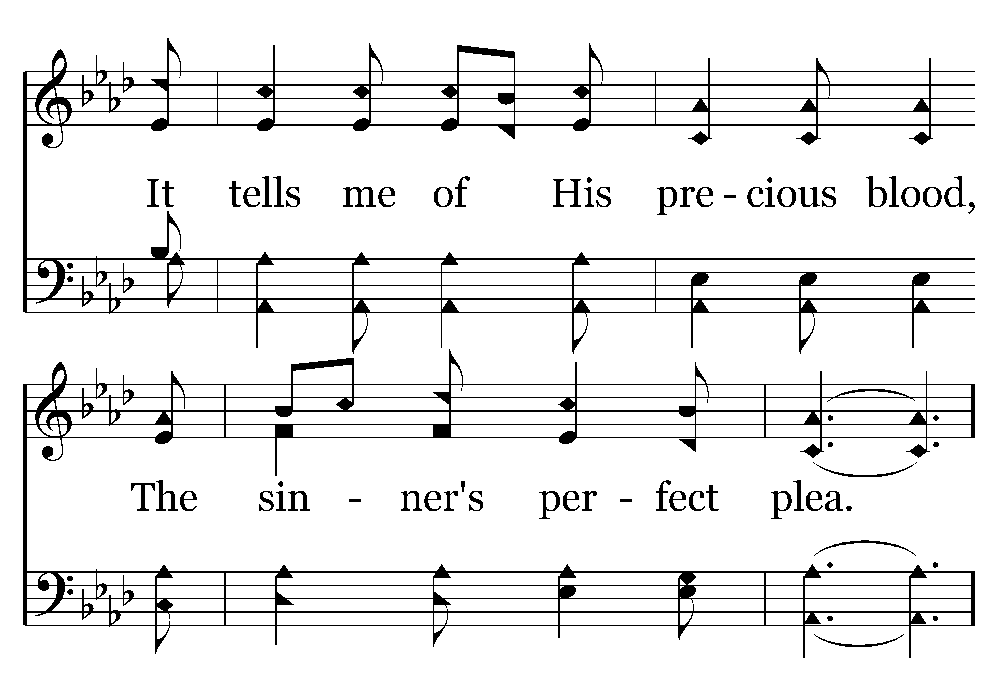 It tells me of His pre - cious blood,
The sin - ner's per - fect plea.